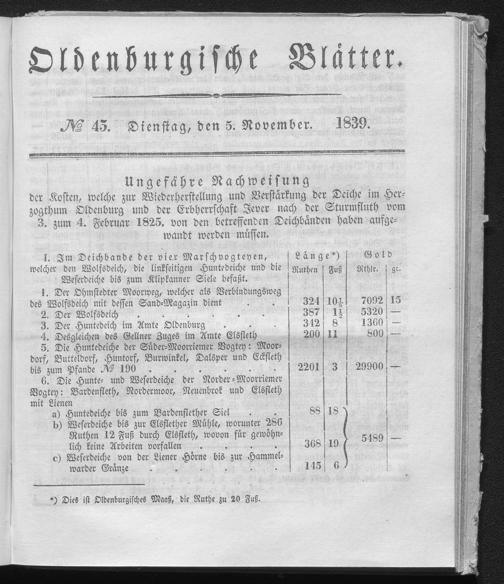 Oldenburgische Blätter.
№ 45. Dienstag, den 5. November. 1839.
Ungefähre Nachweisung
der Kosten, welche zur Wiederherstellung und Verstärkung der Deiche im Her-
zogthum Oldenburg und der Erbherrschaft Jever nach der Sturmfluth vom
3. zum 4. Februar 1825, von den betreffenden Deichbänden haben aufge-
wandt werden müssen.
Länge*) Gold
Ruthen Fuß Rthlr. gr.
I. Im Deichbande der vier Marschvogteyen,
welcher den Wolfsdeich, die linkseitigen Huntedeiche und die
Weserdeiche bis zum Klipkanner Siele befaßt.
1. Der Ohmstedter Moorweg, welcher als Verbindungsweg
des Wolfsdeich mit dessen Sand-Magazin dient . . 324 10½ 7092 15
2. Der Wolfsdeich . . . . . 387 1½ 5320 —
3. Der Huntedeich im Amte Oldenburg . . . 342 8 1360 —
4. Desgleichen des Gellner Zuges im Amte Elsfleth . 200 11 800 —
5. Die Huntedeiche der Süder-Moorriemer Vogtey: Moor-
dorf, Butteldorf, Huntorf, Burwinkel, Dalsper und Eckfleth
bis zum Pfande № 190 . . . . . 2201 3 29900 —
6. Die Hunte- und Weserdeiche der Norder-Moorriemer
Vogtey: Bardenfleth, Nordermoor, Neuenbrok und Elsfleth
mit Lienen
a) Huntedeiche bis zum Bardenflether Siel . . 88 18
b) Weserdeiche bis zur Elsflether Mühle, worunter 286
Ruthen 12 Fuß durch Elsfleth, wovon für gewöhn-
lich keine Arbeiten vorfallen . . . . 368 19 5489 —
c) Weserdeiche von der Liener Hörne bis zur Hammel-
warder Gränze . . . . . 145 6
*) Dies ist Oldenburgisches Maaß, die Ruthe zu 20 Fuß.